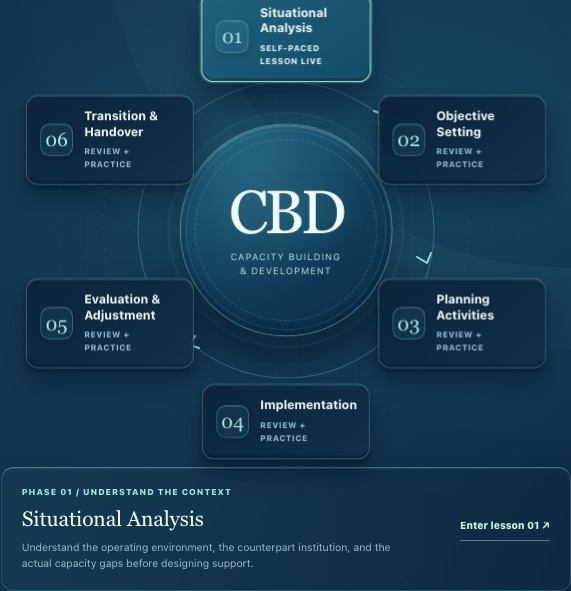 01
Situational
Analysis
SELF-PACED
LESSON LIVE
06
Transition &
Handover
REVIEW +
PRACTICE
02
Objective
Setting
REVIEW +
PRACTICE
CBD
CAPACITY BUILDING
& DEVELOPMENT
05
Evaluation &
Adjustment
REVIEW +
PRACTICE
03
Planning
Activities
REVIEW +
PRACTICE
04
Implementation
REVIEW +
PRACTICE
PHASE 01 / UNDERSTAND THE CONTEXT
Situational Analysis
Understand the operating environment, the counterpart institution, and the
actual capacity gaps before designing support.
Enter lesson 01 ↗